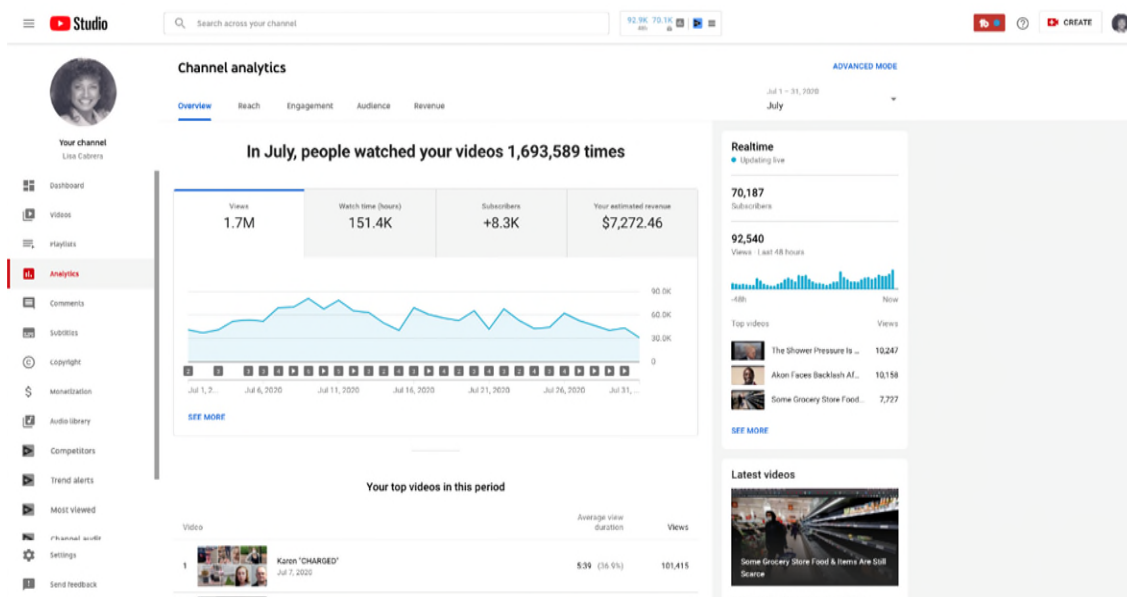 Studio
Search across your channel
92.9K 70.1K
CREATE
Your channel
Lisa Cabrera
Dashboard
Videos
Playlists
Analytics
Comments
Subtitles
Copyright
Monetization
Audio library
Competitors
Trend alerts
Most viewed
Channel audit
Settings
Send feedback
Channel analytics
ADVANCED MODE
Overview
Reach
Engagement
Audience
Revenue
Jul 1 – 31, 2020
July
In July, people watched your videos 1,693,589 times
Views
1.7M
Watch time (hours)
151.4K
Subscribers
+8.3K
Your estimated revenue
$7,272.46
90.0K
60.0K
30.0K
0
Jul 1, 2...
Jul 6, 2020
Jul 11, 2020
Jul 16, 2020
Jul 21, 2020
Jul 26, 2020
Jul 31, ...
SEE MORE
Your top videos in this period
Video
Average view
duration
Views
1
Karen "CHARGED"
Jul 7, 2020
5:39 (36.9%)
101,415
Realtime
Updating live
70,187
Subscribers
92,540
Views · Last 48 hours
-48h
Now
Top videos
Views
The Shower Pressure Is ...
10,247
Akon Faces Backlash Af...
10,158
Some Grocery Store Food...
7,727
SEE MORE
Latest videos
Some Grocery Store Food & Items Are Still
Scarce